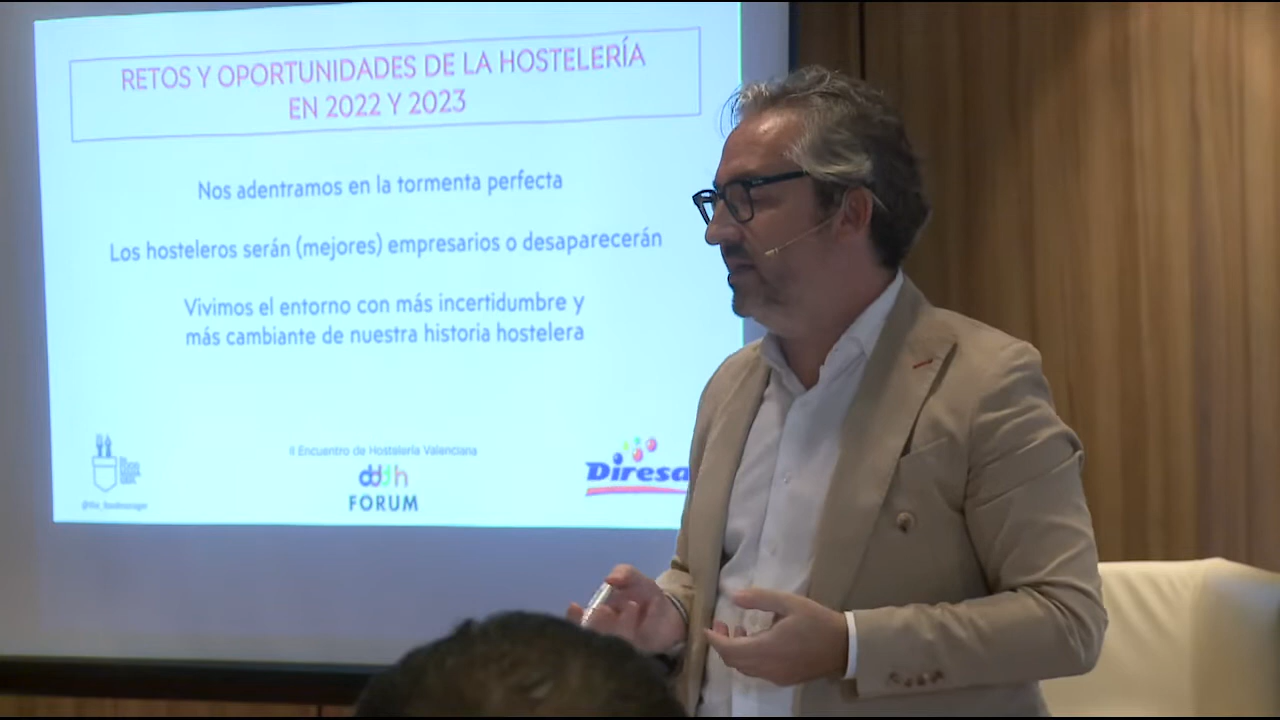 RETOS Y OPORTUNIDADES DE LA HOSTELERÍA
EN 2022 Y 2023
Nos adentramos en la tormenta perfecta
Los hosteleros serán (mejores) empresarios o desaparecerán
Vivimos el entorno con más incertidumbre y
más cambiante de nuestra historia hostelera
II Encuentro de Hostelería Valenciana
FORUM
Diresa